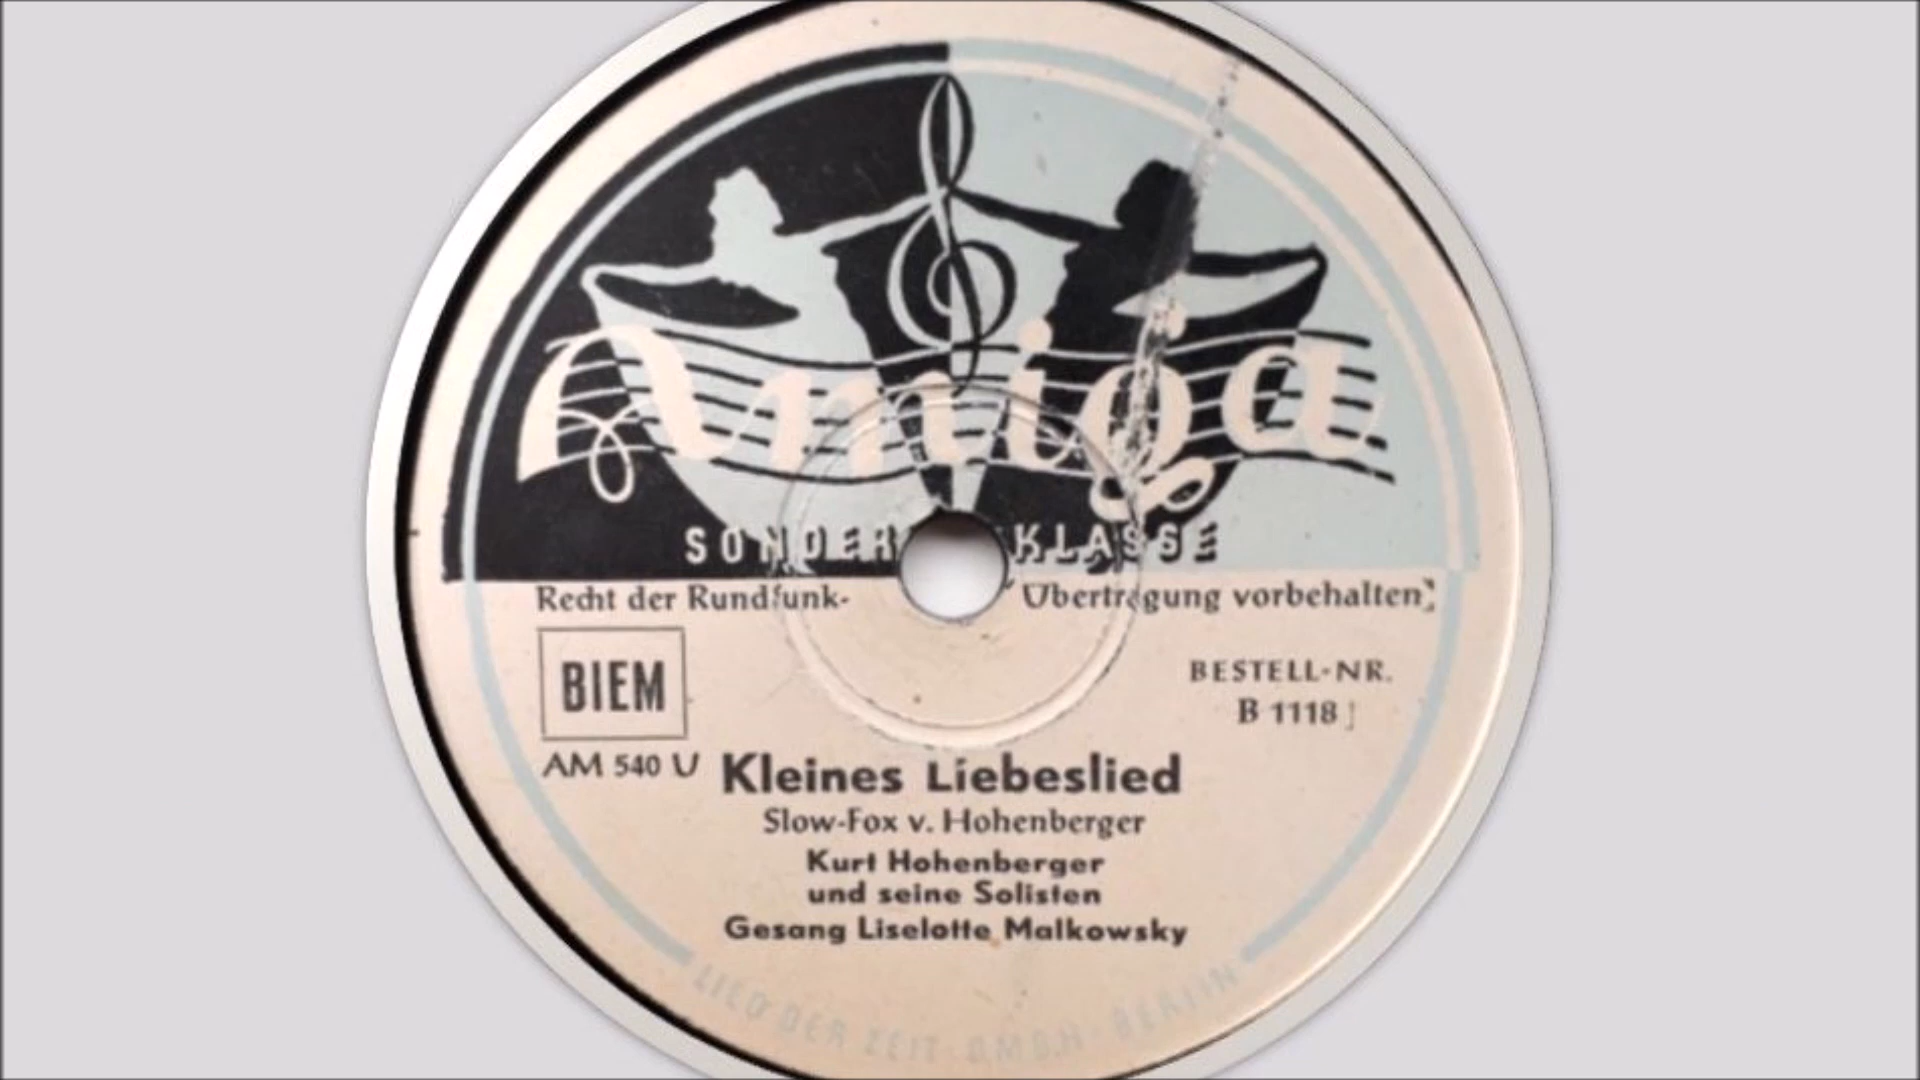 Amiga
SONDER KLASSE
Recht der Rundfunk- Übertragung vorbehalten
BIEM
BESTELL-NR.
B 1118
AM 540 U
Kleines Liebeslied
Slow-Fox v. Hohenberger
Kurt Hohenberger
und seine Solisten
Gesang Liselotte Malkowsky
LIED DER ZEIT G.M.B.H · BERLIN